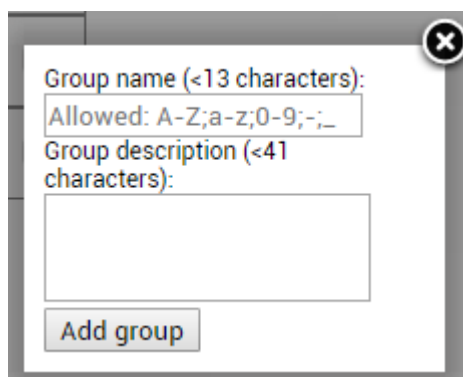 Group name (<13 characters):
Allowed: A-Z;a-z;0-9;-;_
Group description (<41
characters):
Add group